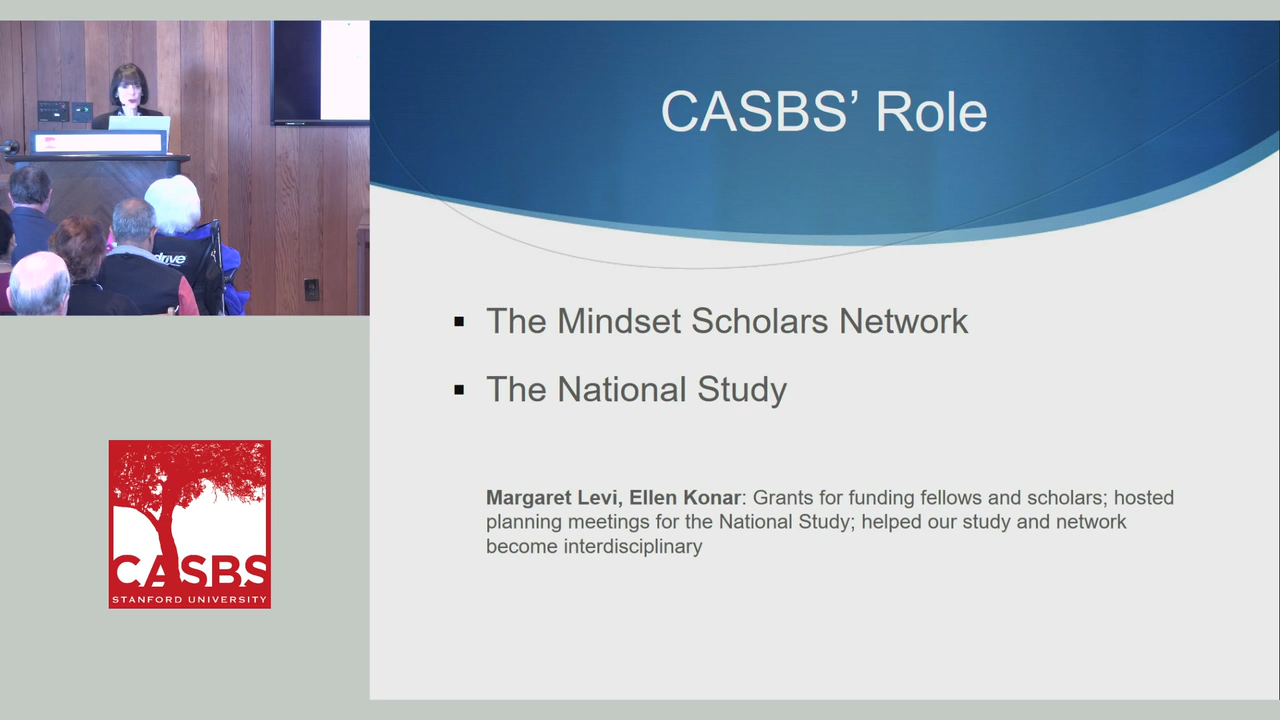 CASBS’ Role
▪ The Mindset Scholars Network
▪ The National Study
Margaret Levi, Ellen Konar: Grants for funding fellows and scholars; hosted
planning meetings for the National Study; helped our study and network
become interdisciplinary
drive
CASBS
STANFORD UNIVERSITY